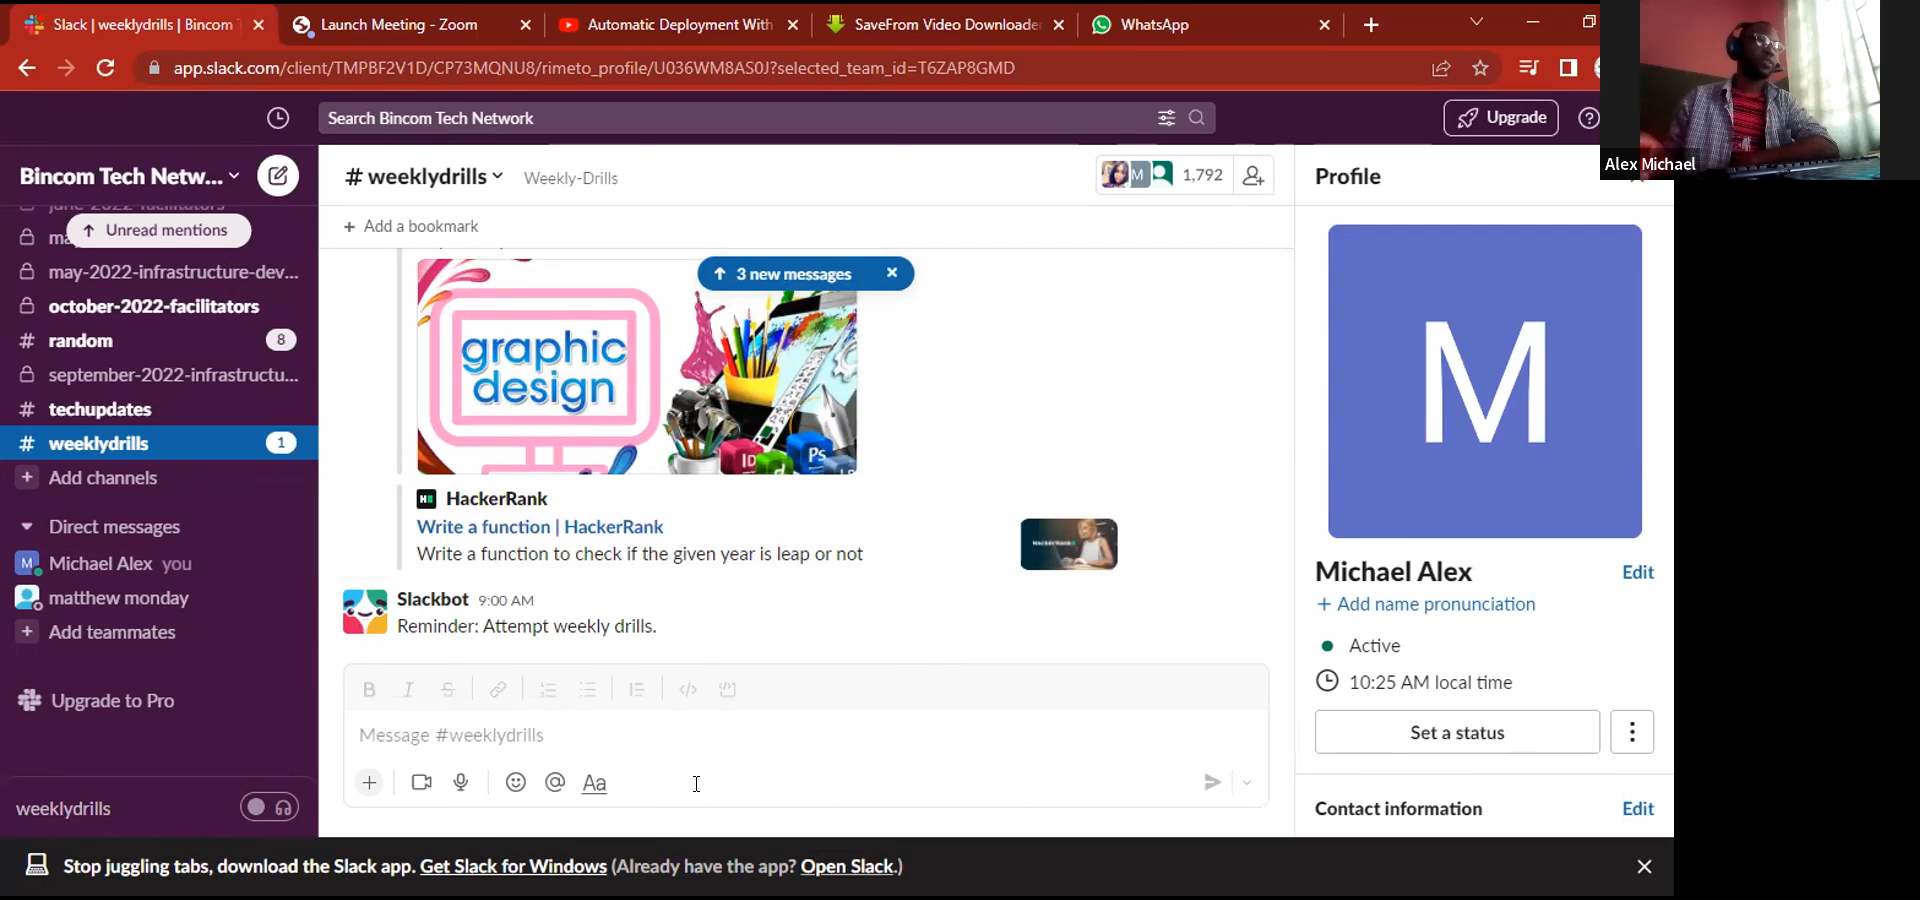 Slack | weeklydrills | Bincom
Launch Meeting - Zoom
Automatic Deployment With
SaveFrom Video Downloade
WhatsApp
app.slack.com/client/TMPBF2V1D/CP73MQNU8/rimeto_profile/U036WM8AS0J?selected_team_id=T6ZAP8GMD
Alex Michael
Search Bincom Tech Network
Upgrade
Bincom Tech Netw...
june-2022-facilitators
Unread mentions
may-2022-infrastructure-dev...
october-2022-facilitators
# random 8
september-2022-infrastructu...
# techupdates
# weeklydrills 1
+ Add channels
Direct messages
M Michael Alex you
matthew monday
+ Add teammates
Upgrade to Pro
weeklydrills
# weeklydrills
Weekly-Drills
M
1,792
+ Add a bookmark
3 new messages
graphic
design
ID
Ps
HackerRank
Write a function | HackerRank
Write a function to check if the given year is leap or not
HackerRank
Slackbot 9:00 AM
Reminder: Attempt weekly drills.
B I S
Message #weeklydrills
+ @ Aa
Profile
M
Michael Alex
Edit
+ Add name pronunciation
Active
10:25 AM local time
Set a status
Contact information
Edit
Stop juggling tabs, download the Slack app. Get Slack for Windows (Already have the app? Open Slack.)